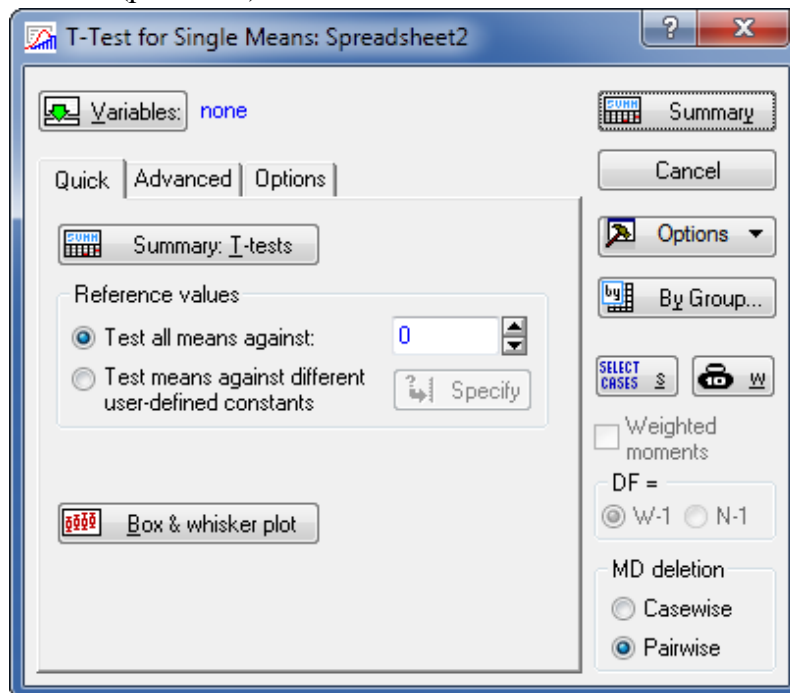 T-Test for Single Means: Spreadsheet2
?
X
Variables: none
Quick
Advanced
Options
Summary: T-tests
Reference values
Test all means against:
0
Test means against different
user-defined constants
Specify
Box & whisker plot
Summary
Cancel
Options
By Group...
SELECT
CASES
S
W
Weighted
moments
DF =
W-1
N-1
MD deletion
Casewise
Pairwise